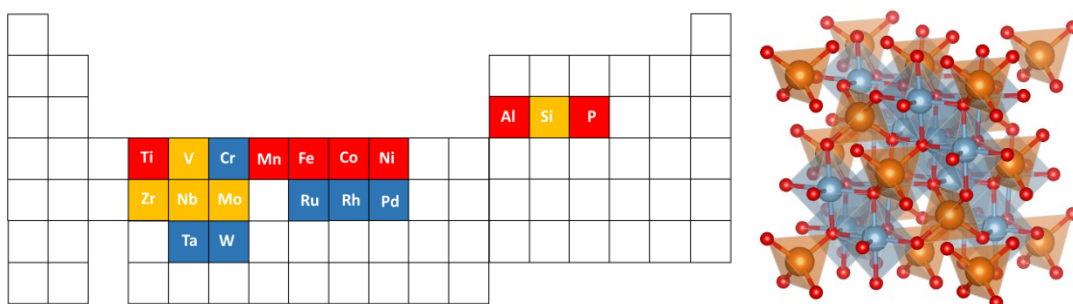 Al Si P
Ti V Cr Mn Fe Co Ni
Zr Nb Mo Ru Rh Pd
Ta W